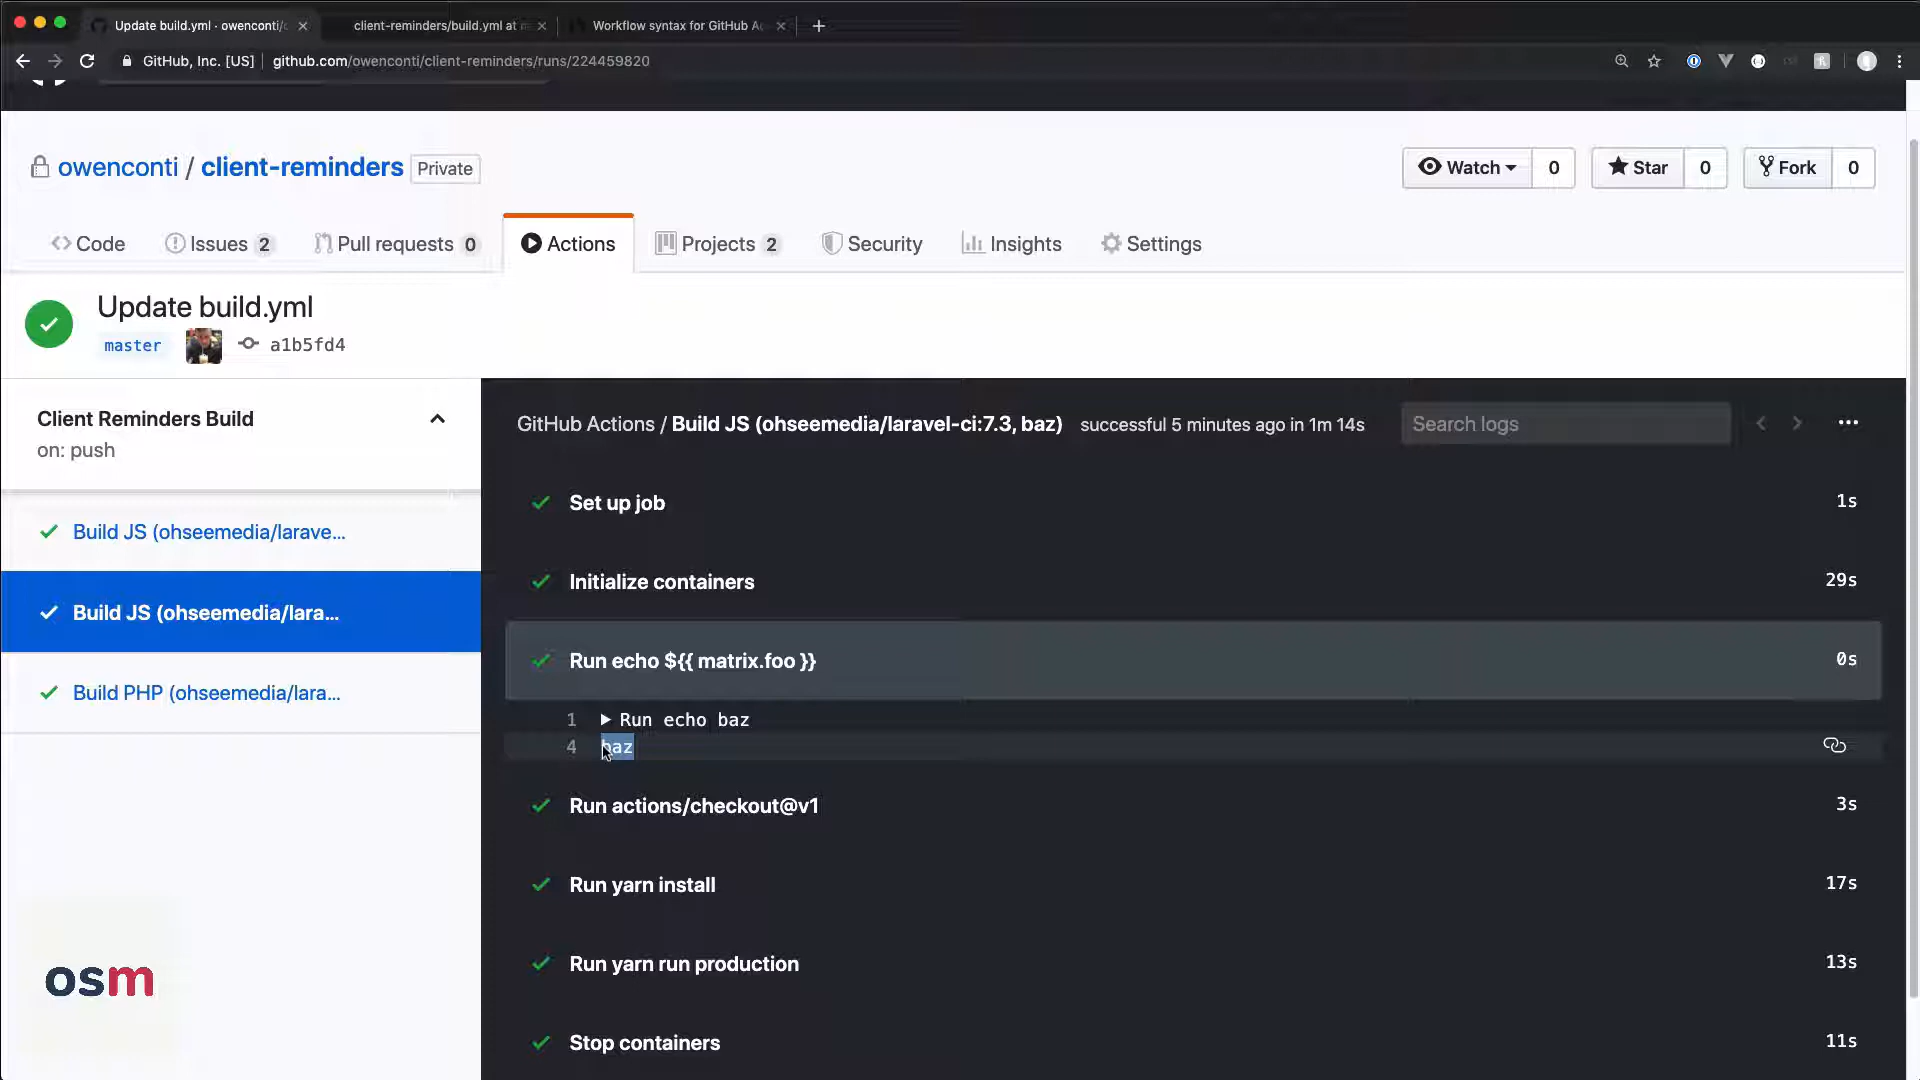 Update build.yml · owenconti/c
client-reminders/build.yml at m
Workflow syntax for GitHub Ac
GitHub, Inc. [US]
github.com/owenconti/client-reminders/runs/224459820
owenconti / client-reminders Private
Watch 0
Star 0
Fork 0
Code
Issues 2
Pull requests 0
Actions
Projects 2
Security
Insights
Settings
Update build.yml
master a1b5fd4
Client Reminders Build
on: push
Build JS (ohseemedia/larave...
Build JS (ohseemedia/lara...
Build PHP (ohseemedia/lara...
GitHub Actions / Build JS (ohseemedia/laravel-ci:7.3, baz) successful 5 minutes ago in 1m 14s
Search logs
Set up job 1s
Initialize containers 29s
Run echo ${{ matrix.foo }} 0s
1 Run echo baz
4 baz
Run actions/checkout@v1 3s
Run yarn install 17s
Run yarn run production 13s
Stop containers 11s
osm